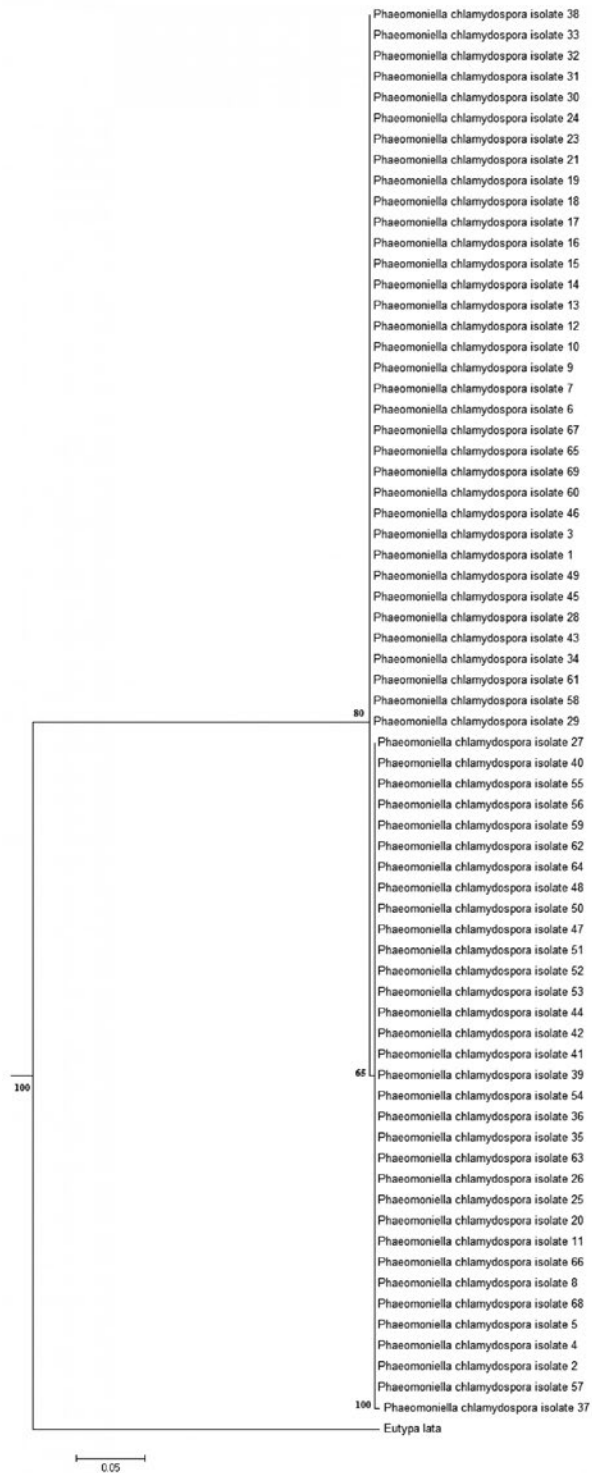 Phaeomoniella chlamydospora isolate 38
Phaeomoniella chlamydospora isolate 33
Phaeomoniella chlamydospora isolate 32
Phaeomoniella chlamydospora isolate 31
Phaeomoniella chlamydospora isolate 30
Phaeomoniella chlamydospora isolate 24
Phaeomoniella chlamydospora isolate 23
Phaeomoniella chlamydospora isolate 21
Phaeomoniella chlamydospora isolate 19
Phaeomoniella chlamydospora isolate 18
Phaeomoniella chlamydospora isolate 17
Phaeomoniella chlamydospora isolate 16
Phaeomoniella chlamydospora isolate 15
Phaeomoniella chlamydospora isolate 14
Phaeomoniella chlamydospora isolate 13
Phaeomoniella chlamydospora isolate 12
Phaeomoniella chlamydospora isolate 10
Phaeomoniella chlamydospora isolate 9
Phaeomoniella chlamydospora isolate 7
Phaeomoniella chlamydospora isolate 6
Phaeomoniella chlamydospora isolate 67
Phaeomoniella chlamydospora isolate 65
Phaeomoniella chlamydospora isolate 69
Phaeomoniella chlamydospora isolate 60
Phaeomoniella chlamydospora isolate 46
Phaeomoniella chlamydospora isolate 3
Phaeomoniella chlamydospora isolate 1
Phaeomoniella chlamydospora isolate 49
Phaeomoniella chlamydospora isolate 45
Phaeomoniella chlamydospora isolate 28
Phaeomoniella chlamydospora isolate 43
Phaeomoniella chlamydospora isolate 34
Phaeomoniella chlamydospora isolate 61
Phaeomoniella chlamydospora isolate 58
80 Phaeomoniella chlamydospora isolate 29
Phaeomoniella chlamydospora isolate 27
Phaeomoniella chlamydospora isolate 40
Phaeomoniella chlamydospora isolate 55
Phaeomoniella chlamydospora isolate 56
Phaeomoniella chlamydospora isolate 59
Phaeomoniella chlamydospora isolate 62
Phaeomoniella chlamydospora isolate 64
Phaeomoniella chlamydospora isolate 48
Phaeomoniella chlamydospora isolate 50
Phaeomoniella chlamydospora isolate 47
Phaeomoniella chlamydospora isolate 51
Phaeomoniella chlamydospora isolate 52
Phaeomoniella chlamydospora isolate 53
Phaeomoniella chlamydospora isolate 44
Phaeomoniella chlamydospora isolate 42
Phaeomoniella chlamydospora isolate 41
65 Phaeomoniella chlamydospora isolate 39
100
Phaeomoniella chlamydospora isolate 54
Phaeomoniella chlamydospora isolate 36
Phaeomoniella chlamydospora isolate 35
Phaeomoniella chlamydospora isolate 63
Phaeomoniella chlamydospora isolate 26
Phaeomoniella chlamydospora isolate 25
Phaeomoniella chlamydospora isolate 20
Phaeomoniella chlamydospora isolate 11
Phaeomoniella chlamydospora isolate 66
Phaeomoniella chlamydospora isolate 8
Phaeomoniella chlamydospora isolate 68
Phaeomoniella chlamydospora isolate 5
Phaeomoniella chlamydospora isolate 4
Phaeomoniella chlamydospora isolate 2
Phaeomoniella chlamydospora isolate 57
100 Phaeomoniella chlamydospora isolate 37
Eutypa lata
0.05